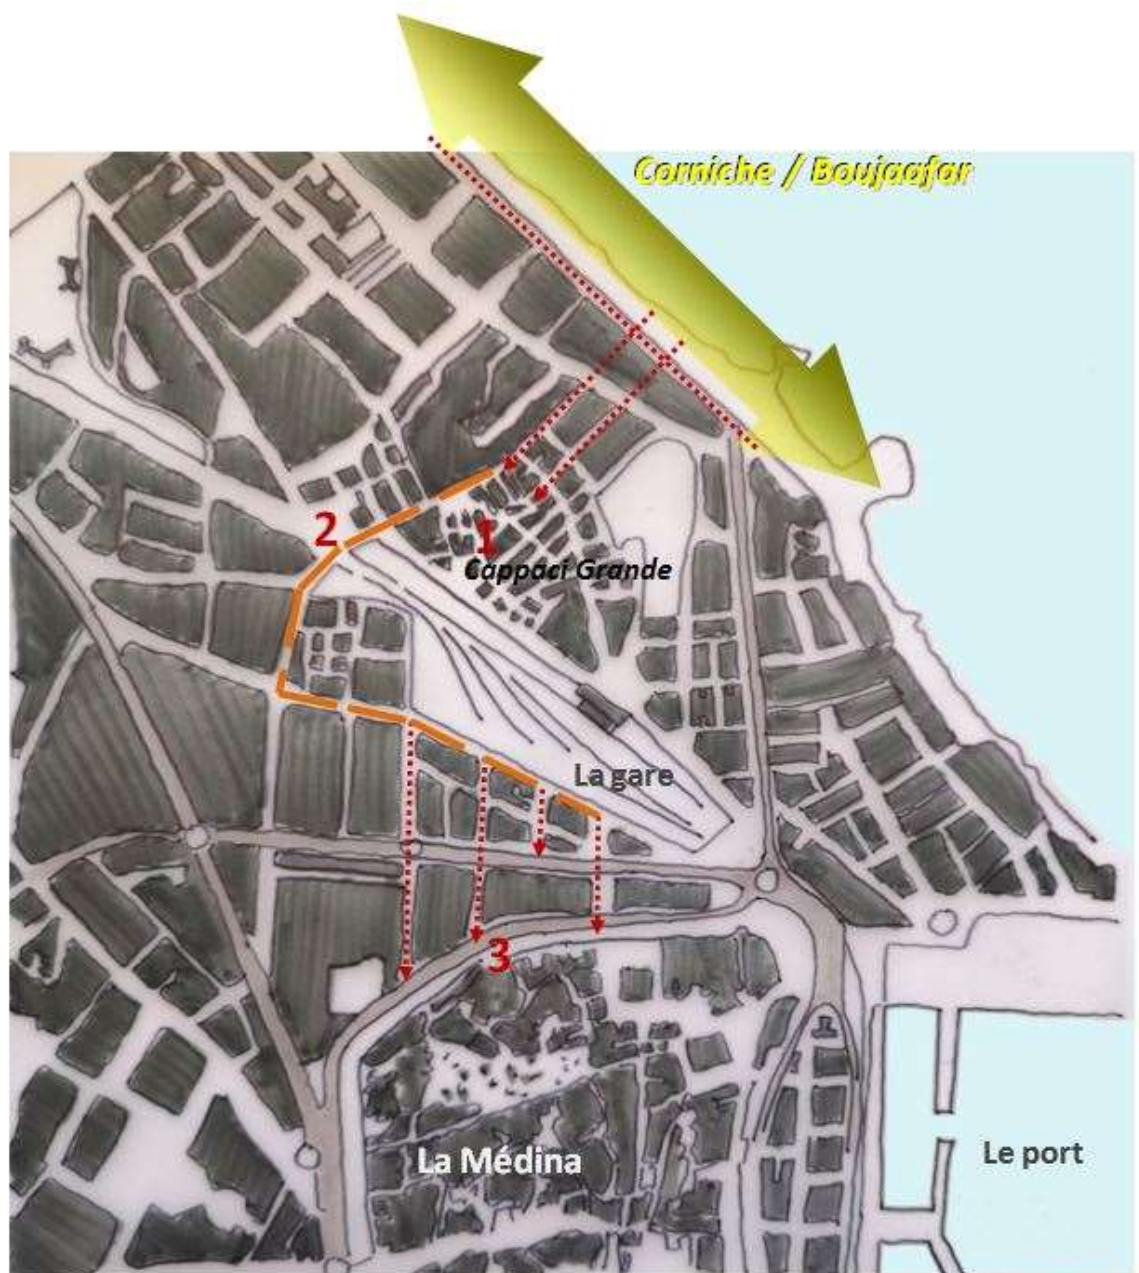 Corniche / Boujaafar
2
1
Cappaci Grande
La gare
3
La Médina
Le port